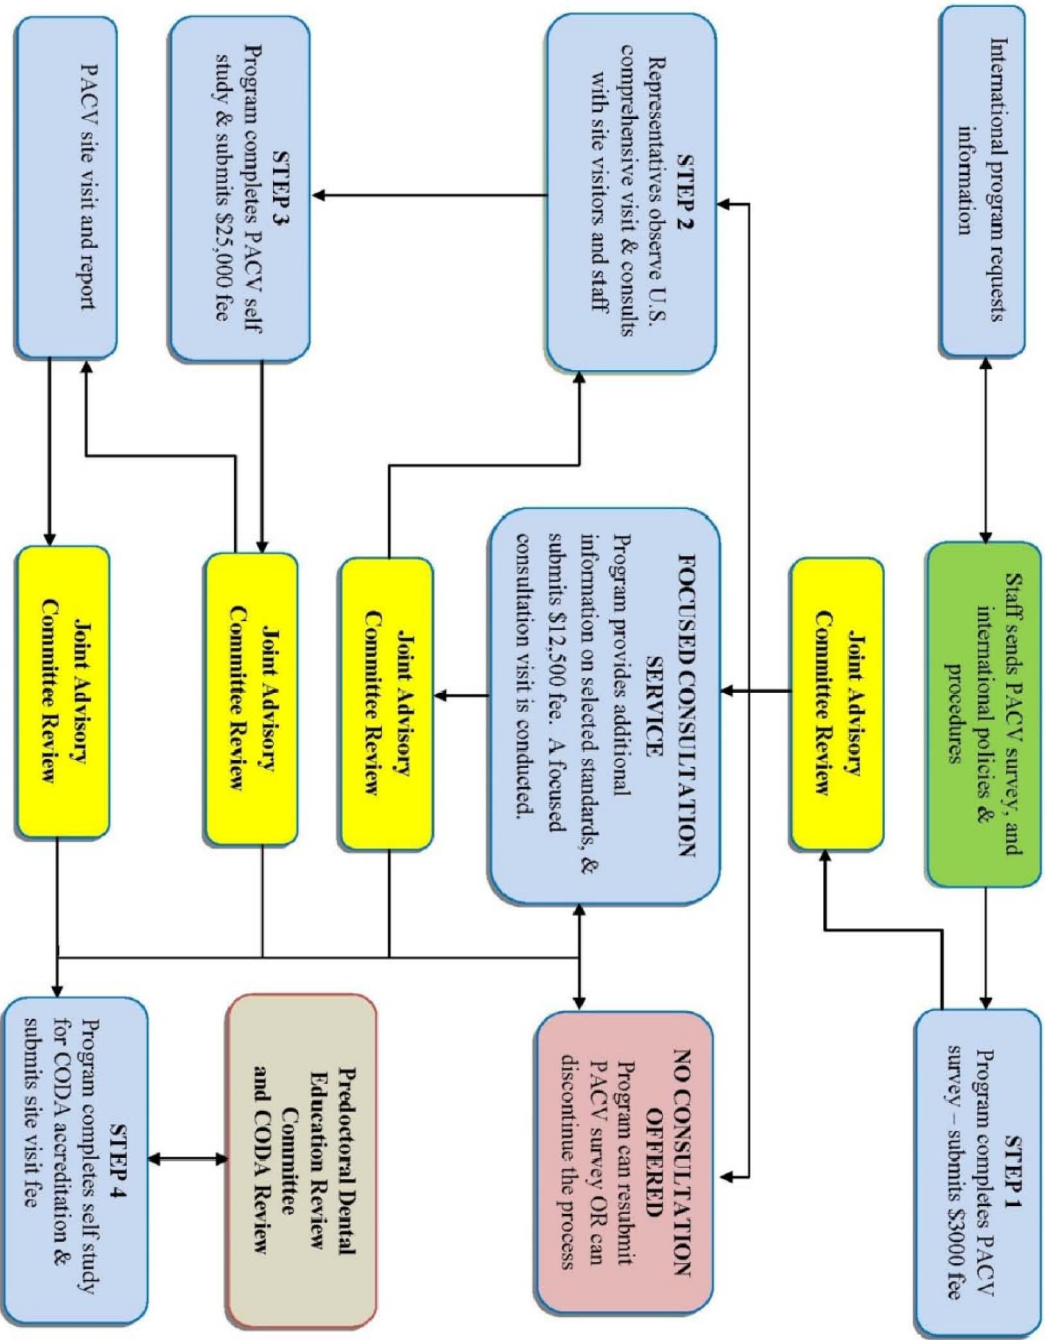 International program requests
information
Staff sends PACV survey, and
international policies &
procedures
STEP 1
Program completes PACV
survey – submits $3000 fee
Joint Advisory
Committee Review
STEP 2
Representatives observe U.S.
comprehensive visit & consults
with site visitors and staff
FOCUSED CONSULTATION
SERVICE
Program provides additional
information on selected standards, &
submits $12,500 fee. A focused
consultation visit is conducted.
NO CONSULTATION
OFFERED
Program can resubmit
PACV survey OR can
discontinue the process
Joint Advisory
Committee Review
STEP 3
Program completes PACV self
study & submits $25,000 fee
Joint Advisory
Committee Review
Predoctoral Dental
Education Review
Committee
and CODA Review
PACV site visit and report
Joint Advisory
Committee Review
STEP 4
Program completes self study
for CODA accreditation &
submits site visit fee